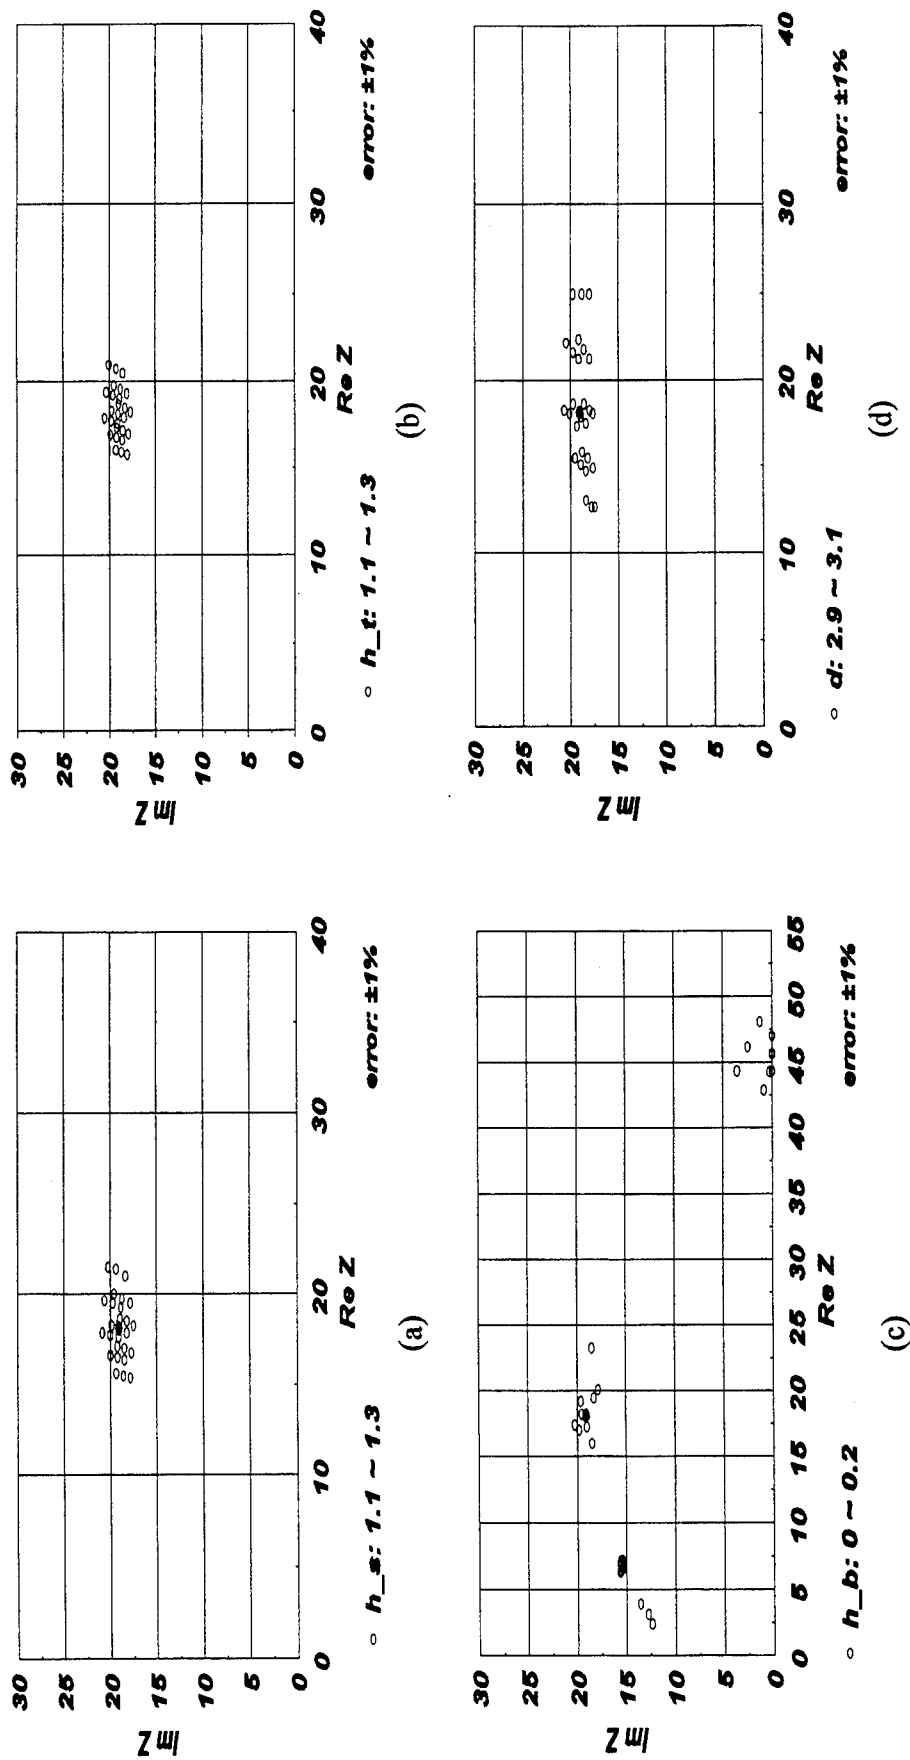 30
25
20
15
10
5
0
Im Z
0 10 20 30 40
Re Z
○ h_s: 1.1 ~ 1.3 error: ±1%
(a)
30
25
20
15
10
5
0
Im Z
0 10 20 30 40
Re Z
○ h_t: 1.1 ~ 1.3 error: ±1%
(b)
30
25
20
15
10
5
0
Im Z
0 5 10 15 20 25 30 35 40 45 50 55
Re Z
○ h_b: 0 ~ 0.2 error: ±1%
(c)
30
25
20
15
10
5
0
Im Z
0 10 20 30 40
Re Z
○ d: 2.9 ~ 3.1 error: ±1%
(d)